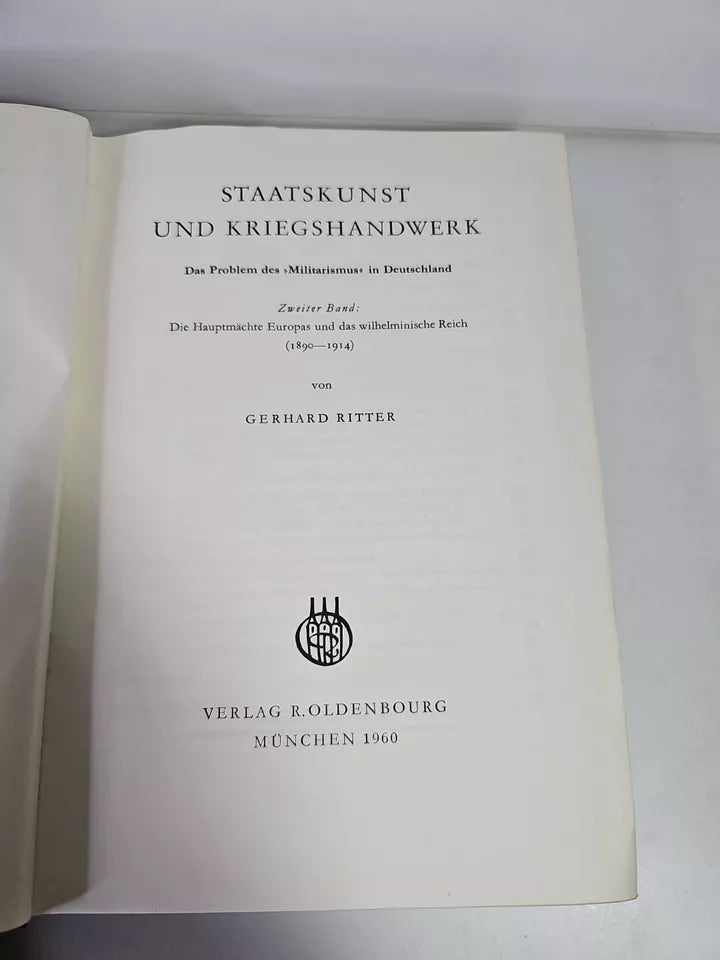 STAATSKUNST
UND KRIEGSHANDWERK
Das Problem des »Militarismus« in Deutschland
Zweiter Band:
Die Hauptmächte Europas und das wilhelminische Reich
(1890—1914)
von
GERHARD RITTER
VERLAG R. OLDENBOURG
MÜNCHEN 1960